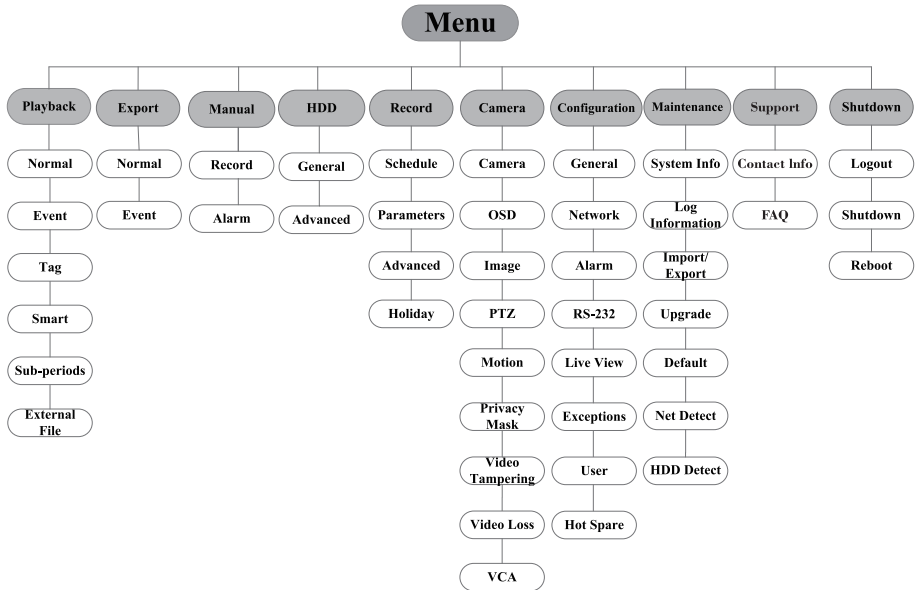 Menu
Playback
Export
Manual
HDD
Record
Camera
Configuration
Maintenance
Support
Shutdown
Normal
Event
Tag
Smart
Sub-periods
External
File
Normal
Event
Record
Alarm
General
Advanced
Schedule
Parameters
Advanced
Holiday
Camera
OSD
Image
PTZ
Motion
Privacy
Mask
Video
Tampering
Video Loss
VCA
General
Network
Alarm
RS-232
Live View
Exceptions
User
Hot Spare
System Info
Log
Information
Import/
Export
Upgrade
Default
Net Detect
HDD Detect
Contact Info
FAQ
Logout
Shutdown
Reboot